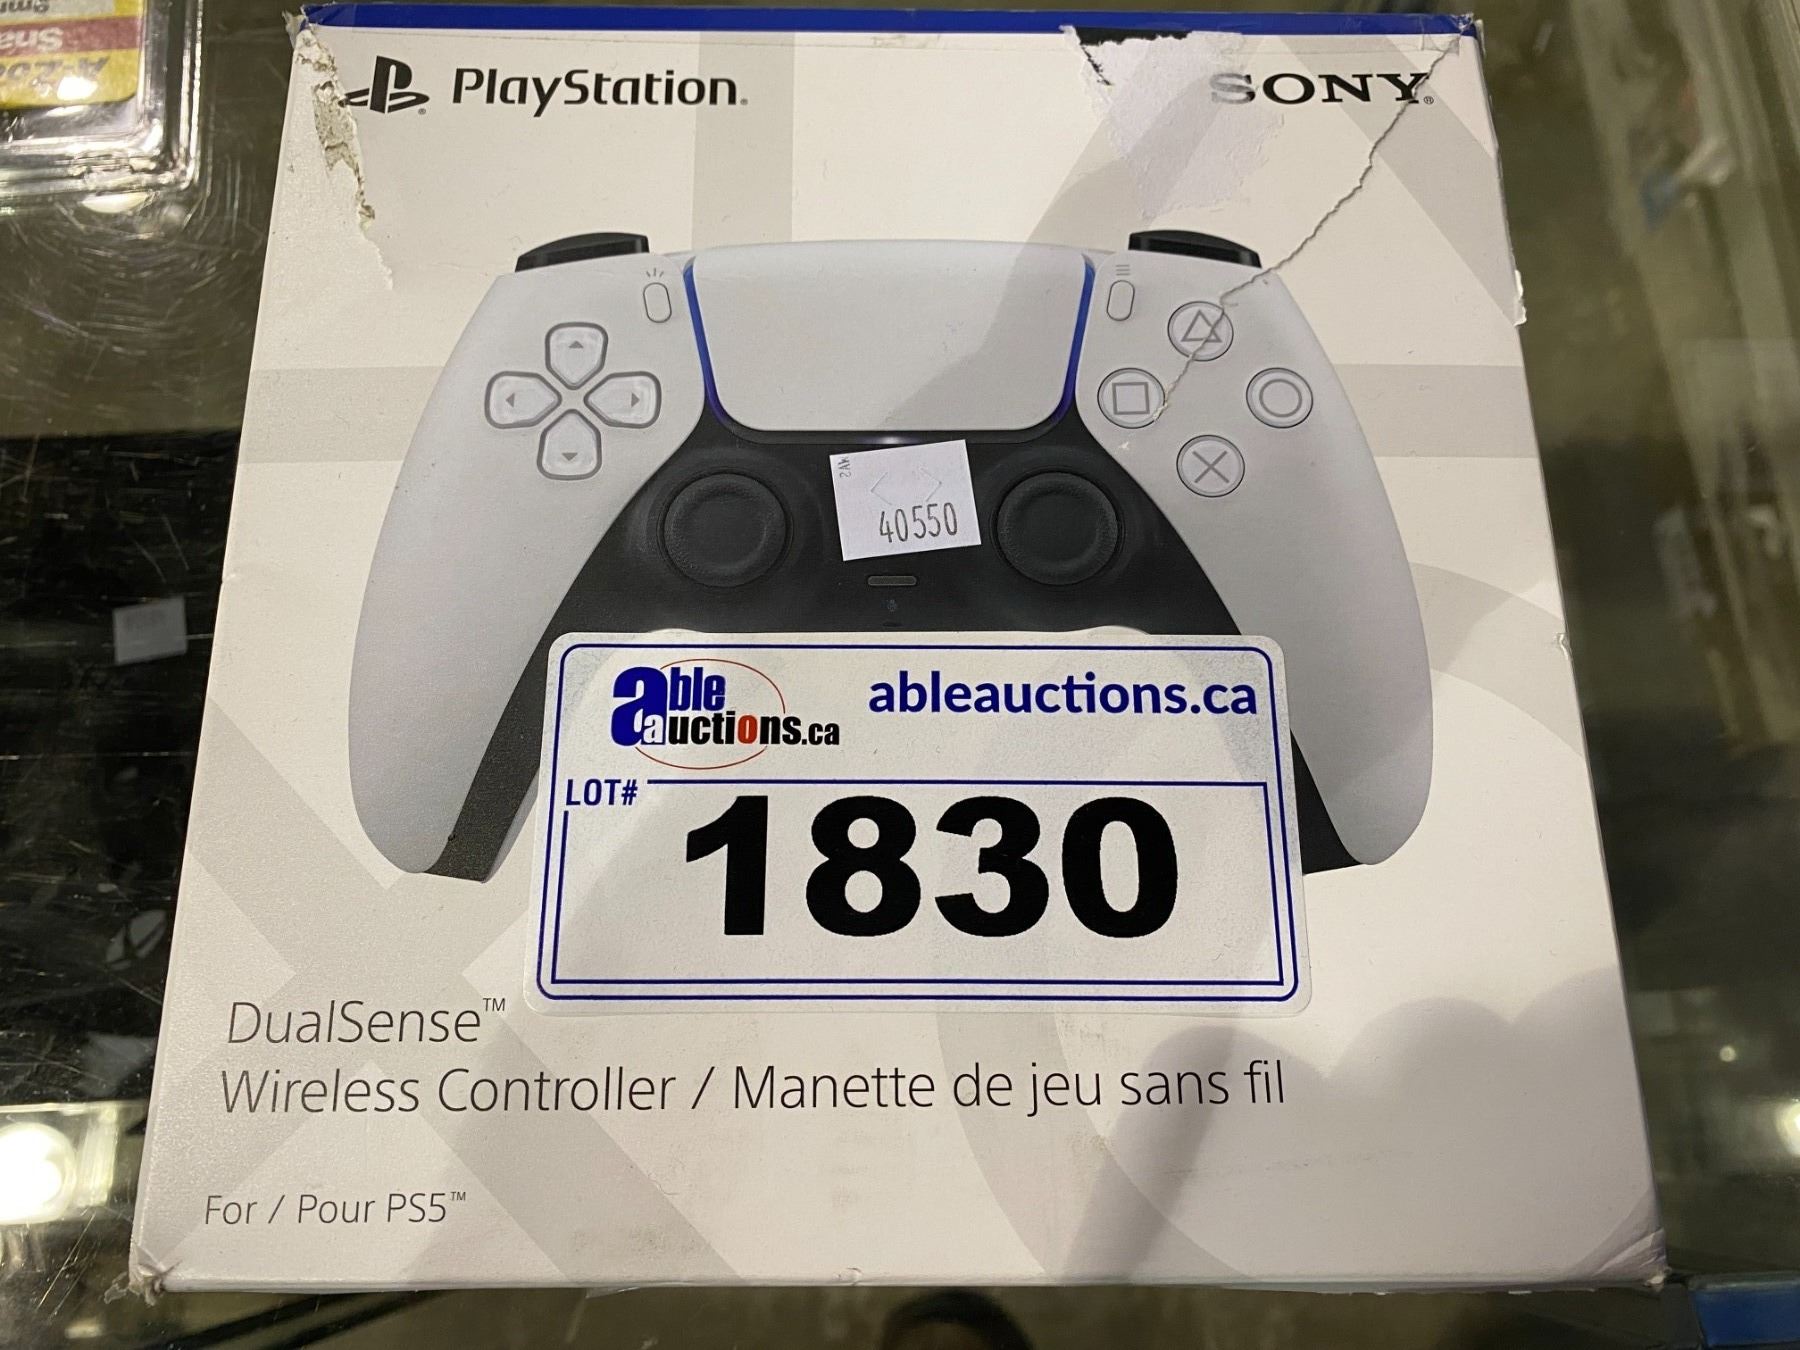 PlayStation®
SONY®
40550
able auctions.ca
ableauctions.ca
LOT#
1830
DualSense™
Wireless Controller / Manette de jeu sans fil
For / Pour PS5™